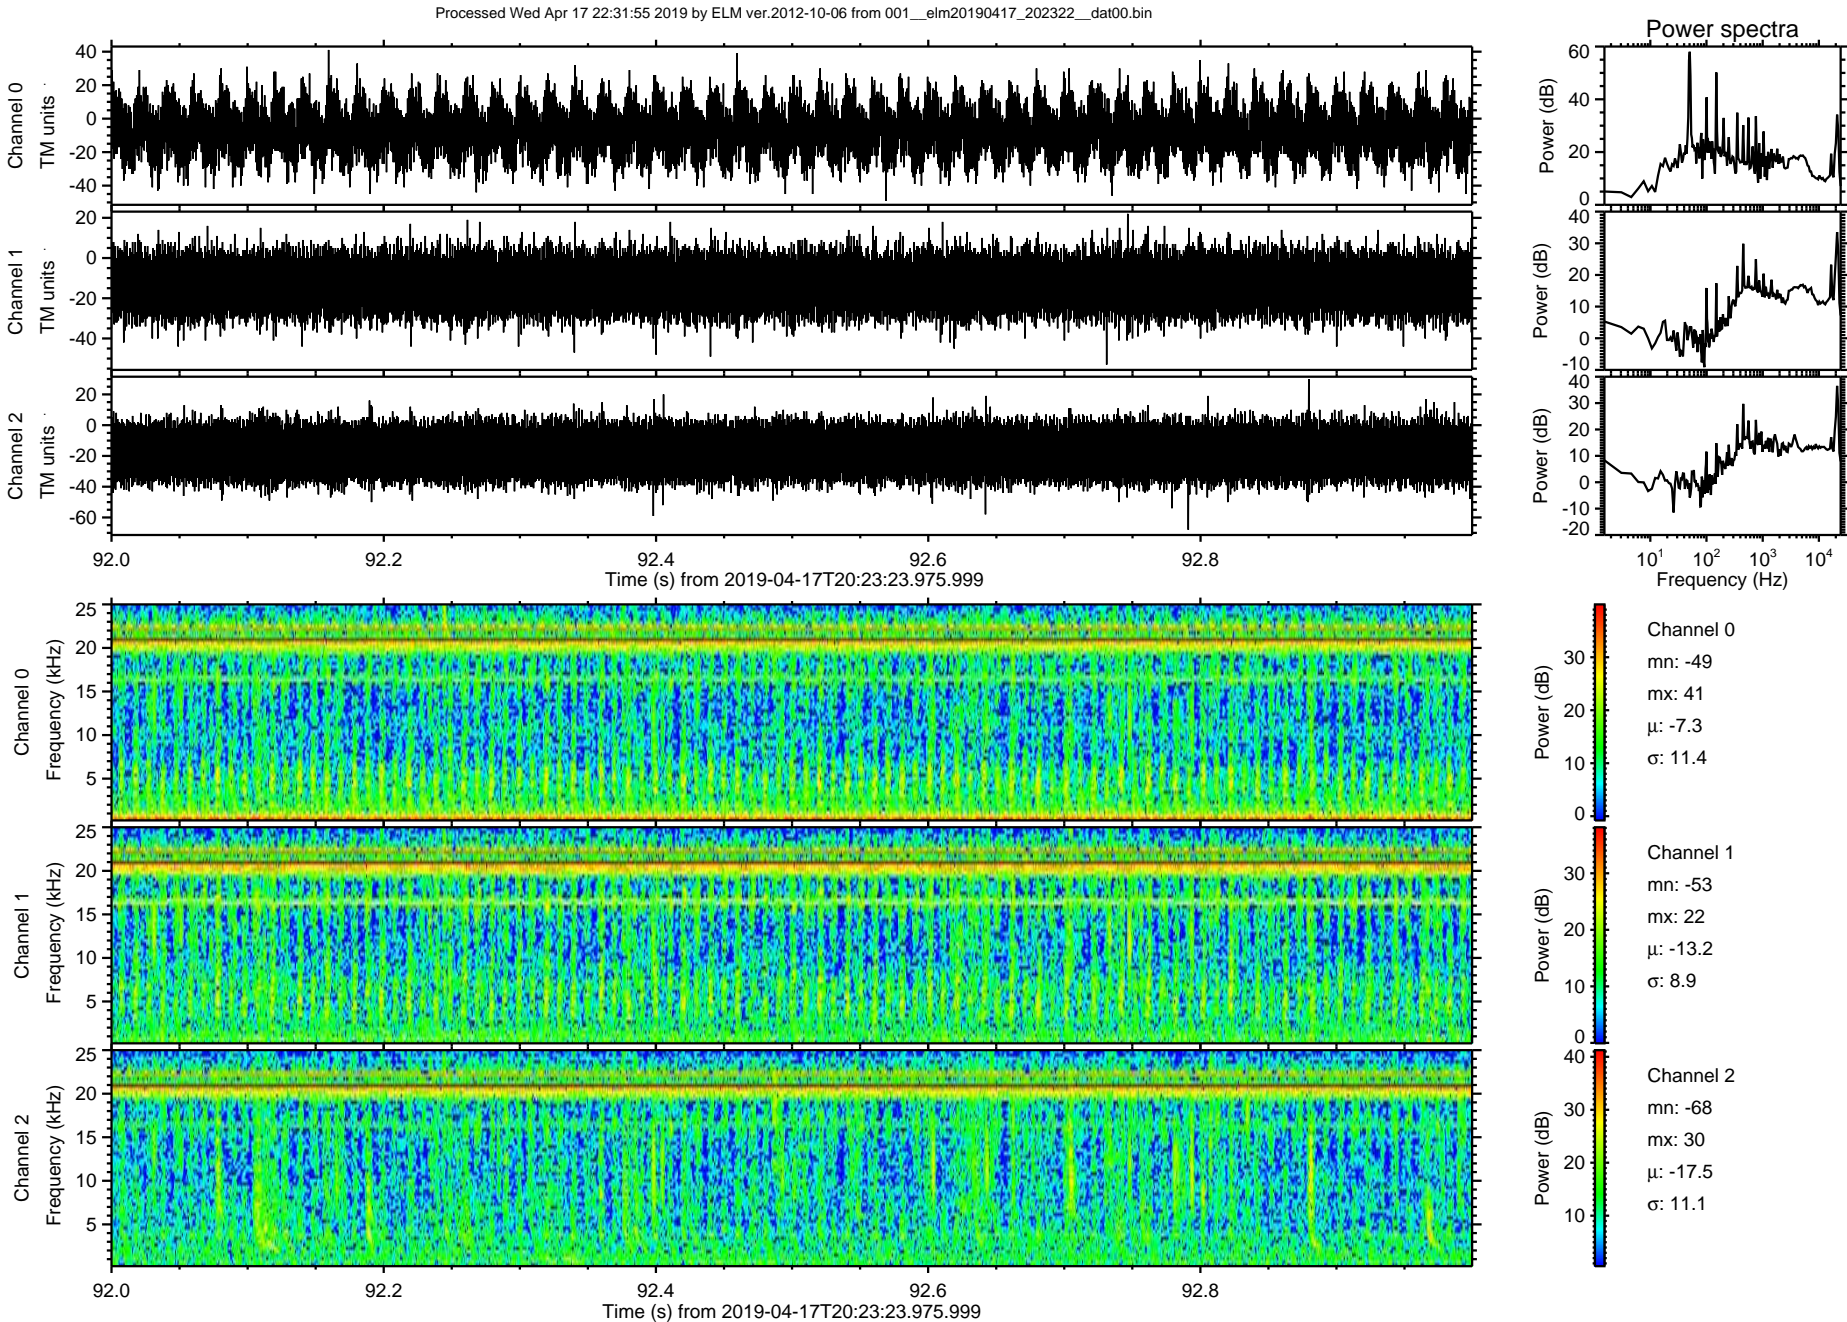 Processed Wed Apr 17 22:31:55 2019 by ELM ver.2012-10-06 from 001__elm20190417_202322__dat00.bin
Power spectra
Channel 0
TM units
40
20
0
-20
-40
Power (dB)
60
40
20
0
Channel 1
TM units
20
0
-20
-40
Power (dB)
40
30
20
10
0
-10
Channel 2
TM units
20
0
-20
-40
-60
Power (dB)
40
30
20
10
0
-10
-20
92.0 92.2 92.4 92.6 92.8
Time (s) from 2019-04-17T20:23:23.975.999
10^1 10^2 10^3 10^4
Frequency (Hz)
Channel 0
Frequency (kHz)
25
20
15
10
5
Power (dB)
30
20
10
0
Channel 0
mn: -49
mx: 41
μ: -7.3
σ: 11.4
Channel 1
Frequency (kHz)
25
20
15
10
5
Power (dB)
30
20
10
0
Channel 1
mn: -53
mx: 22
μ: -13.2
σ: 8.9
Channel 2
Frequency (kHz)
25
20
15
10
5
Power (dB)
40
30
20
10
Channel 2
mn: -68
mx: 30
μ: -17.5
σ: 11.1
92.0 92.2 92.4 92.6 92.8
Time (s) from 2019-04-17T20:23:23.975.999